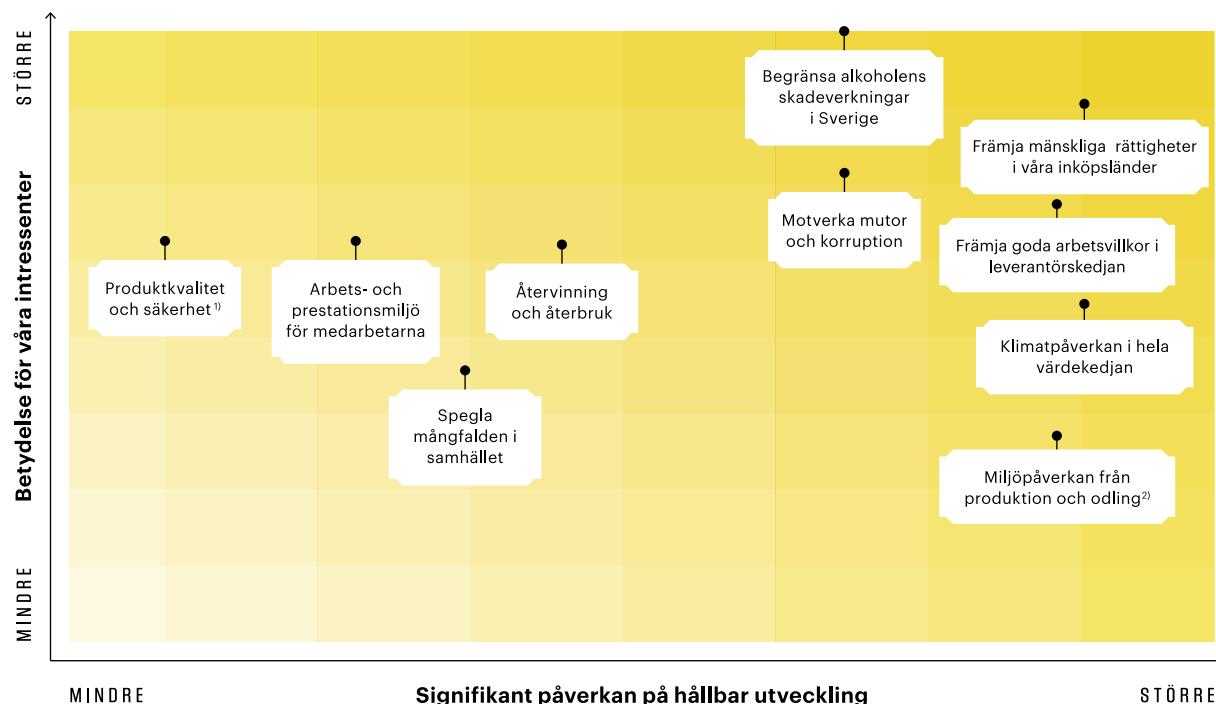 STÖRRE
Betydelse för våra intressenter
MINDRE
Begränsa alkoholens
skadeverkningar
i Sverige
Främja mänskliga rättigheter
i våra inköpsländer
Motverka mutor
och korruption
Främja goda arbetsvillkor i
leverantörskedjan
Produktkvalitet
och säkerhet 1)
Arbets- och
prestationsmiljö
för medarbetarna
Återvinning
och återbruk
Klimatpåverkan i hela
värdekedjan
Spegla
mångfalden i
samhället
Miljöpåverkan från
produktion och odling2)
MINDRE
Signifikant påverkan på hållbar utveckling
STÖRRE